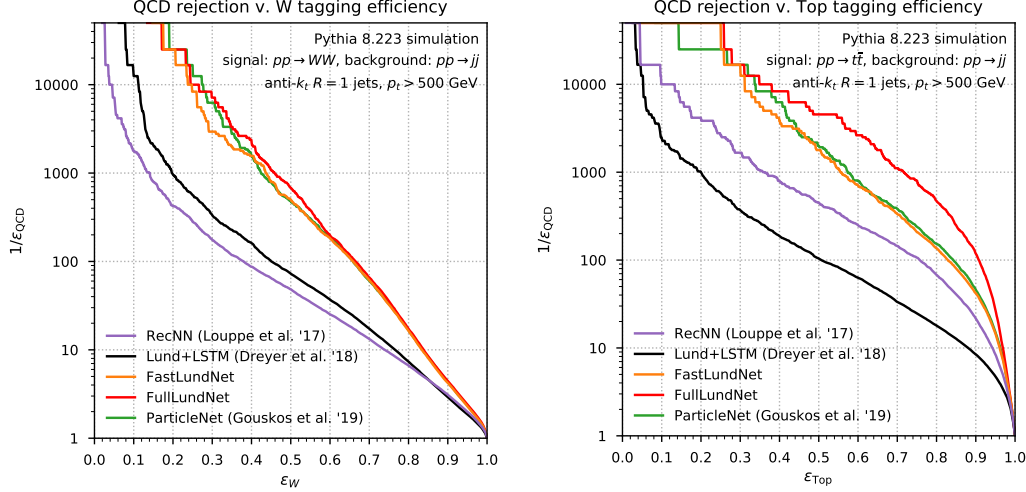 QCD rejection v. W tagging efficiency
Pythia 8.223 simulation
signal: pp→WW, background: pp→jj
anti-kₜ R = 1 jets, pₜ > 500 GeV
10000
1000
100
10
1
1/εQCD
RecNN (Louppe et al. '17)
Lund+LSTM (Dreyer et al. '18)
FastLundNet
FullLundNet
ParticleNet (Gouskos et al. '19)
0.0 0.1 0.2 0.3 0.4 0.5 0.6 0.7 0.8 0.9 1.0
εW
QCD rejection v. Top tagging efficiency
Pythia 8.223 simulation
signal: pp→tt̄, background: pp→jj
anti-kₜ R = 1 jets, pₜ > 500 GeV
10000
1000
100
10
1
1/εQCD
RecNN (Louppe et al. '17)
Lund+LSTM (Dreyer et al. '18)
FastLundNet
FullLundNet
ParticleNet (Gouskos et al. '19)
0.0 0.1 0.2 0.3 0.4 0.5 0.6 0.7 0.8 0.9 1.0
εTop